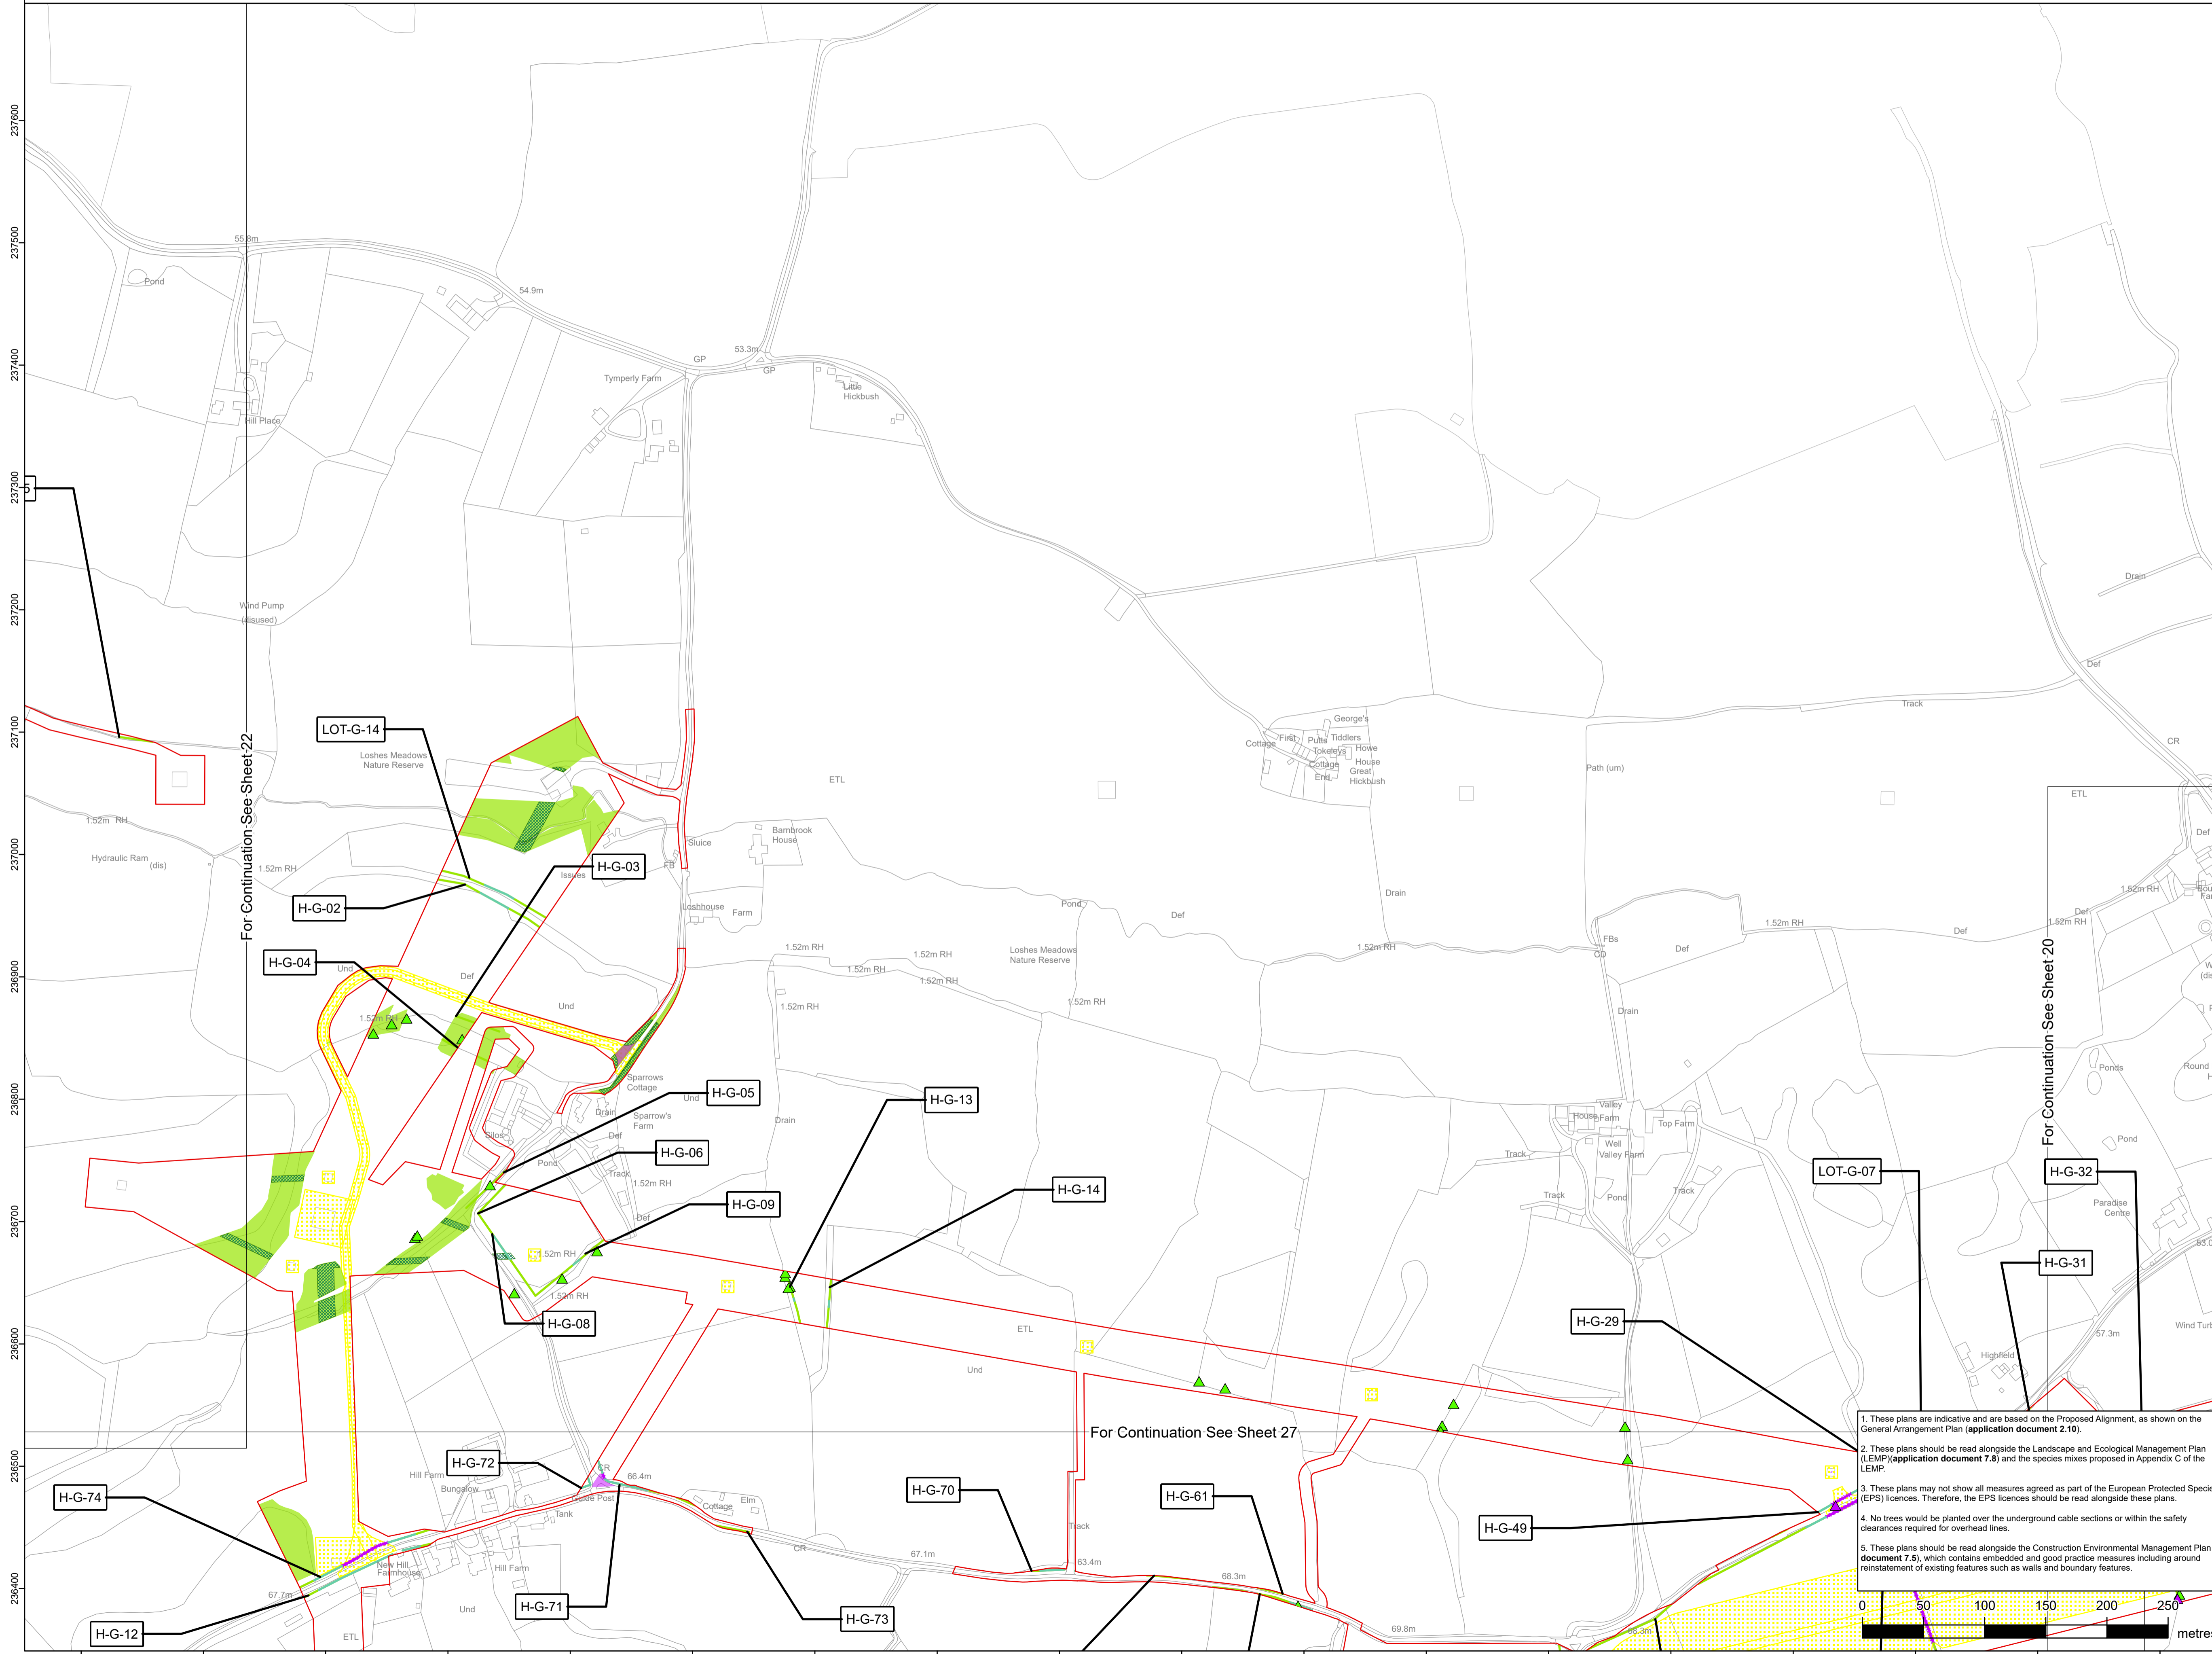 237600
237500
237400
237300
237200
237100
237000
236900
236800
236700
236600
236500
236400
55.8m
Pond
54.9m
GP
53.3m
GP
Tymperly Farm
Little
Hickbush
Hill Place
5
Wind Pump
(disused)
Drain
Def
Track
CR
For Continuation See Sheet 22
LOT-G-14
Loshes Meadows
Nature Reserve
George's
Cottage
First
Putts
Tiddlers
Tokeleys
Howe
House
Cottage
Great
End
Hickbush
Path (um)
ETL
ETL
1.52m RH
Hydraulic Ram
(dis)
1.52m RH
Sluice
Barnbrook
House
FB
Issues
H-G-03
H-G-02
Loshhouse
Farm
Drain
Pond
Def
1.52m RH
Def
1.52m RH
1.52m RH
Def
Def
For Continuation See Sheet 20
H-G-04
Und
Def
Und
1.52m RH
1.52m RH
1.52m RH
1.52m RH
1.52m RH
1.52m RH
1.52m RH
Loshes Meadows
Nature Reserve
1.52m RH
FBs
CD
Def
Drain
Ponds
Round
Sparrows
Cottage
Und
H-G-05
H-G-13
Drain
Sparrow's
Farm
Def
Silos
Drain
Pond
Track
1.52m RH
H-G-06
H-G-14
H-G-09
Def
1.52m RH
1.52m RH
H-G-08
Valley
House
Farm
Well
Valley Farm
Top Farm
Track
Track
Track
Pond
LOT-G-07
H-G-32
Pond
Paradise
Centre
H-G-31
H-G-29
57.3m
Highfield
ETL
Und
For Continuation See Sheet 27
H-G-72
CR
66.4m
Hill Farm
Bungalow
Guide Post
Cottage
Elm
Tank
H-G-74
H-G-70
H-G-61
H-G-49
Track
CR
67.1m
63.4m
68.3m
New Hill
Farmhouse
Hill Farm
67.7m
Und
H-G-71
H-G-73
H-G-12
ETL
69.8m
68.3m
1. These plans are indicative and are based on the Proposed Alignment, as shown on the
General Arrangement Plan (application document 2.10).
2. These plans should be read alongside the Landscape and Ecological Management Plan
(LEMP)(application document 7.8) and the species mixes proposed in Appendix C of the
LEMP.
3. These plans may not show all measures agreed as part of the European Protected Specie
(EPS) licences. Therefore, the EPS licences should be read alongside these plans.
4. No trees would be planted over the underground cable sections or within the safety
clearances required for overhead lines.
5. These plans should be read alongside the Construction Environmental Management Plan
document 7.5), which contains embedded and good practice measures including around
reinstatement of existing features such as walls and boundary features.
0 50 100 150 200 250
metres